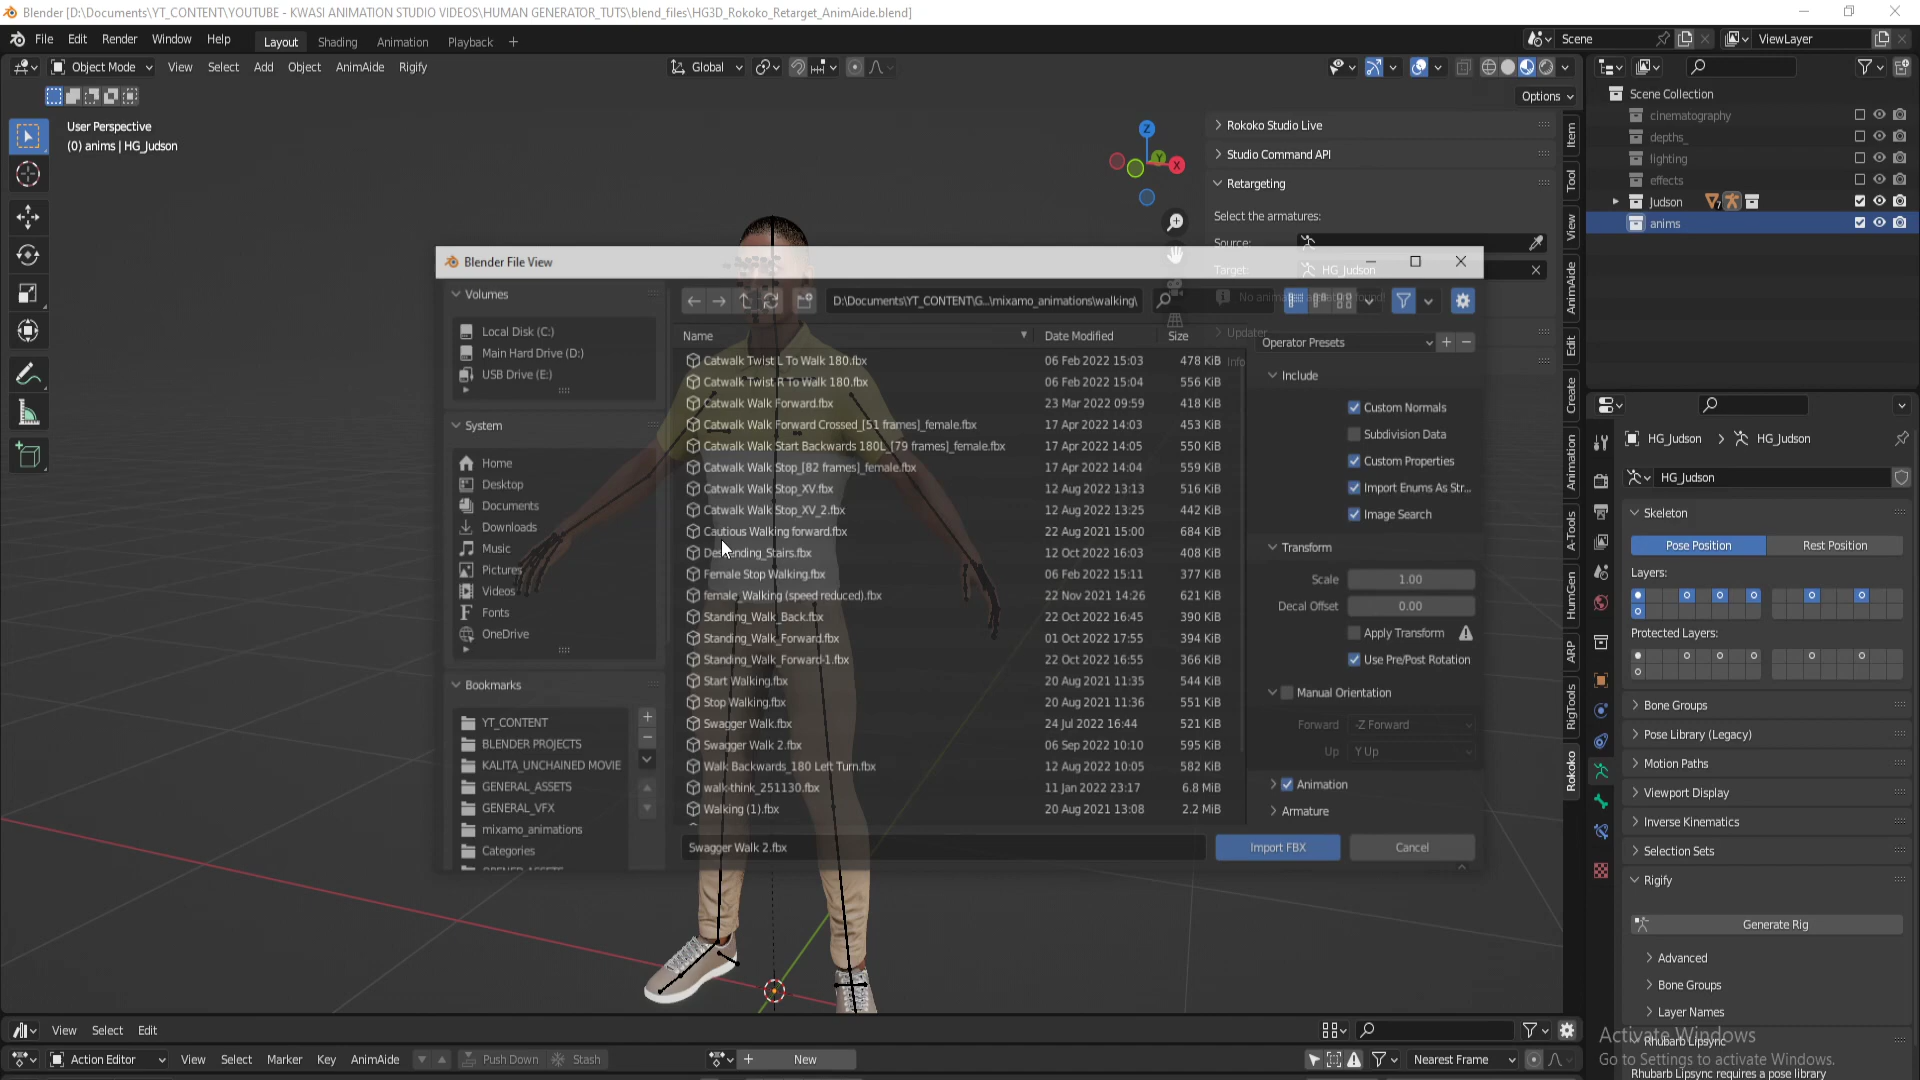 Blender [D:\Documents\YT_CONTENT\YOUTUBE - KWASI ANIMATION STUDIO VIDEOS\HUMAN GENERATOR_TUTS\blend_files\HG3D_Rokoko_Retarget_AnimAide.blend]
File Edit Render Window Help Layout Shading Animation Playback + Scene ViewLayer
Object Mode View Select Add Object AnimAide Rigify Global
Options
User Perspective
(0) anims | HG_Judson
Z
Y
X
Rokoko Studio Live
Studio Command API
Retargeting
Select the armatures:
Source:
Target: HG_Judson
Updater
Info
Item
Tool
View
AnimAide
Edit
Create
Animation
A-Tools
HumGen
ARP
RigTools
Rokoko
Scene Collection
cinematography
depths_
lighting
effects
Judson
anims
Blender File View
Volumes
Local Disk (C:)
Main Hard Drive (D:)
USB Drive (E:)
System
Home
Desktop
Documents
Downloads
Music
Pictures
Videos
Fonts
OneDrive
Bookmarks
YT_CONTENT
BLENDER PROJECTS
KALITA_UNCHAINED MOVIE
GENERAL_ASSETS
GENERAL_VFX
mixamo_animations
Categories
D:\Documents\YT_CONTENT\G...\mixamo_animations\walking\
Name Date Modified Size
Catwalk Twist L To Walk 180.fbx 06 Feb 2022 15:03 478 KiB
Catwalk Twist R To Walk 180.fbx 06 Feb 2022 15:04 556 KiB
Catwalk Walk Forward.fbx 23 Mar 2022 09:59 418 KiB
Catwalk Walk Forward Crossed_[51 frames]_female.fbx 17 Apr 2022 14:03 453 KiB
Catwalk Walk Start Backwards 180L_[79 frames]_female.fbx 17 Apr 2022 14:05 550 KiB
Catwalk Walk Stop_[82 frames]_female.fbx 17 Apr 2022 14:04 559 KiB
Catwalk Walk Stop_XV.fbx 12 Aug 2022 13:13 516 KiB
Catwalk Walk Stop_XV_2.fbx 12 Aug 2022 13:25 442 KiB
Cautious Walking forward.fbx 22 Aug 2021 15:00 684 KiB
Descending_Stairs.fbx 12 Oct 2022 16:03 408 KiB
Female Stop Walking.fbx 06 Feb 2022 15:11 377 KiB
female_Walking (speed reduced).fbx 22 Nov 2021 14:26 621 KiB
Standing_Walk_Back.fbx 22 Oct 2022 16:45 390 KiB
Standing_Walk_Forward.fbx 01 Oct 2022 17:55 394 KiB
Standing_Walk_Forward-1.fbx 22 Oct 2022 16:55 366 KiB
Start Walking.fbx 20 Aug 2021 11:35 544 KiB
Stop Walking.fbx 20 Aug 2021 11:36 551 KiB
Swagger Walk.fbx 24 Jul 2022 16:44 521 KiB
Swagger Walk 2.fbx 06 Sep 2022 10:10 595 KiB
Walk Backwards_180 Left Turn.fbx 12 Aug 2022 10:05 582 KiB
walk-think_251130.fbx 11 Jan 2022 23:17 6.8 MiB
Walking (1).fbx 20 Aug 2021 13:08 2.2 MiB
Swagger Walk 2.fbx Import FBX Cancel
Operator Presets
Include
Custom Normals
Subdivision Data
Custom Properties
Import Enums As Str...
Image Search
Transform
Scale 1.00
Decal Offset 0.00
Apply Transform
Use Pre/Post Rotation
Manual Orientation
Forward -Z Forward
Up Y Up
Animation
Armature
HG_Judson HG_Judson
HG_Judson
Skeleton
Pose Position Rest Position
Layers:
Protected Layers:
Bone Groups
Pose Library (Legacy)
Motion Paths
Viewport Display
Inverse Kinematics
Selection Sets
Rigify
Generate Rig
Advanced
Bone Groups
Layer Names
Rhubarb Lipsync
Rhubarb Lipsync requires a pose library
Activate Windows
Go to Settings to activate Windows.
View Select Edit
Action Editor View Select Marker Key AnimAide Push Down Stash + New Nearest Frame